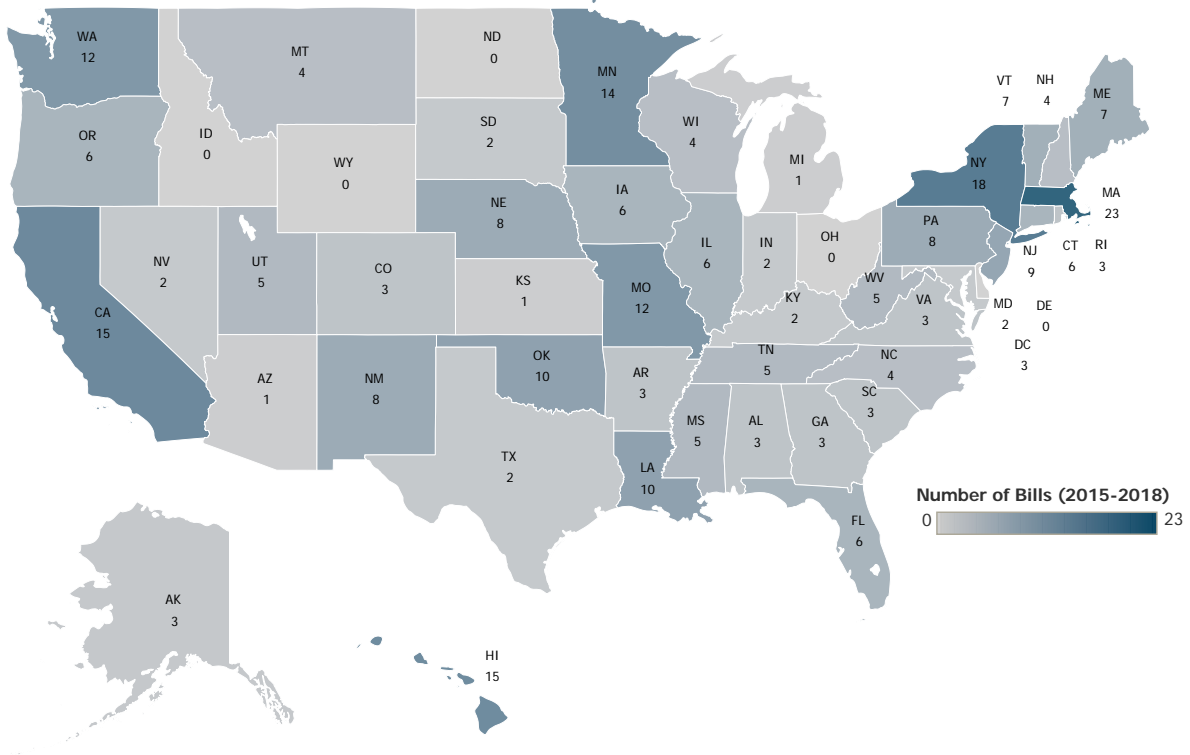 WA
12
MT
4
ND
0
MN
14
VT
7
NH
4
ME
7
OR
6
ID
0
SD
2
WI
4
WY
0
MI
1
NY
18
MA
23
NE
8
IA
6
PA
8
NJ
9
CT
6
RI
3
NV
2
UT
5
CO
3
KS
1
MO
12
IL
6
IN
2
OH
0
WV
5
KY
2
VA
3
MD
2
DE
0
DC
3
CA
15
AZ
1
NM
8
OK
10
AR
3
TN
5
NC
4
SC
3
TX
2
LA
10
MS
5
AL
3
GA
3
FL
6
Number of Bills (2015-2018)
0
23
AK
3
HI
15